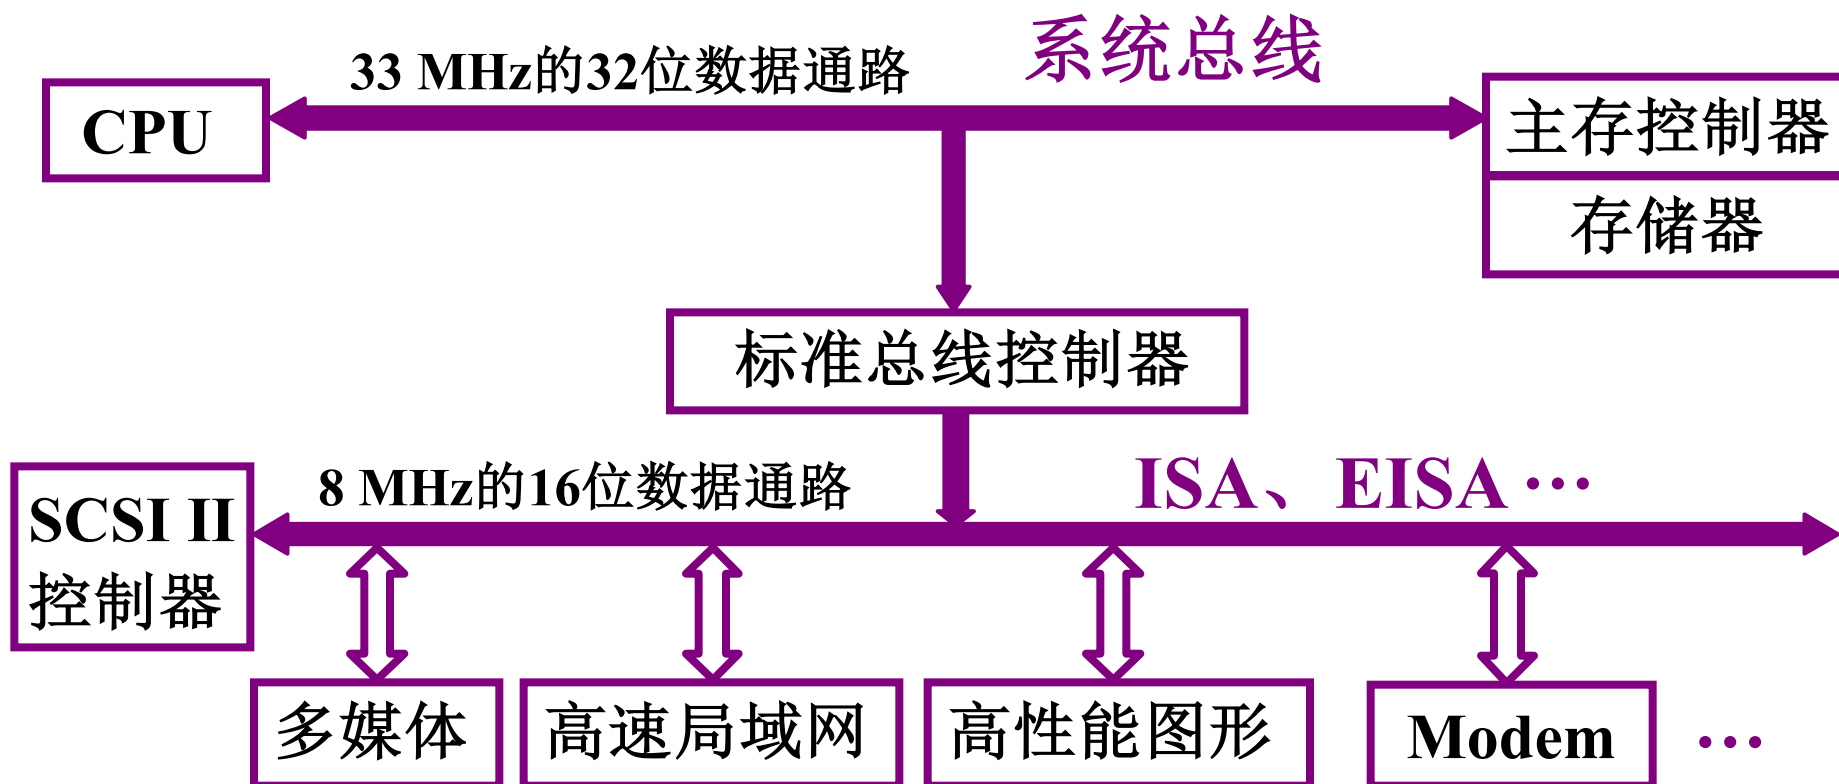 系统总线
33 MHz的32位数据通路
CPU
主存控制器
存储器
标准总线控制器
8 MHz的16位数据通路
ISA、EISA …
SCSI II
控制器
多媒体
高速局域网
高性能图形
Modem
…